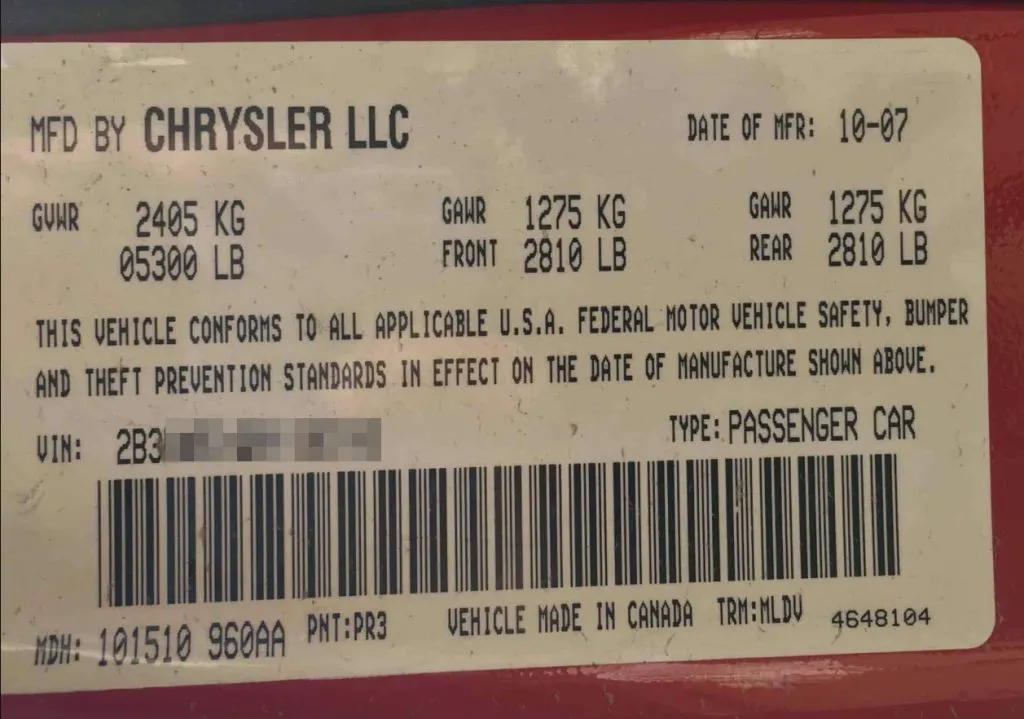 MFD BY CHRYSLER LLC DATE OF MFR: 10-07
GVWR 2405 KG GAWR 1275 KG GAWR 1275 KG
05300 LB FRONT 2810 LB REAR 2810 LB
THIS VEHICLE CONFORMS TO ALL APPLICABLE U.S.A. FEDERAL MOTOR VEHICLE SAFETY, BUMPER
AND THEFT PREVENTION STANDARDS IN EFFECT ON THE DATE OF MANUFACTURE SHOWN ABOVE.
VIN: 2B3 TYPE: PASSENGER CAR
MDH: 101510 960AA PNT:PR3 VEHICLE MADE IN CANADA TRM:MLDV 4648104